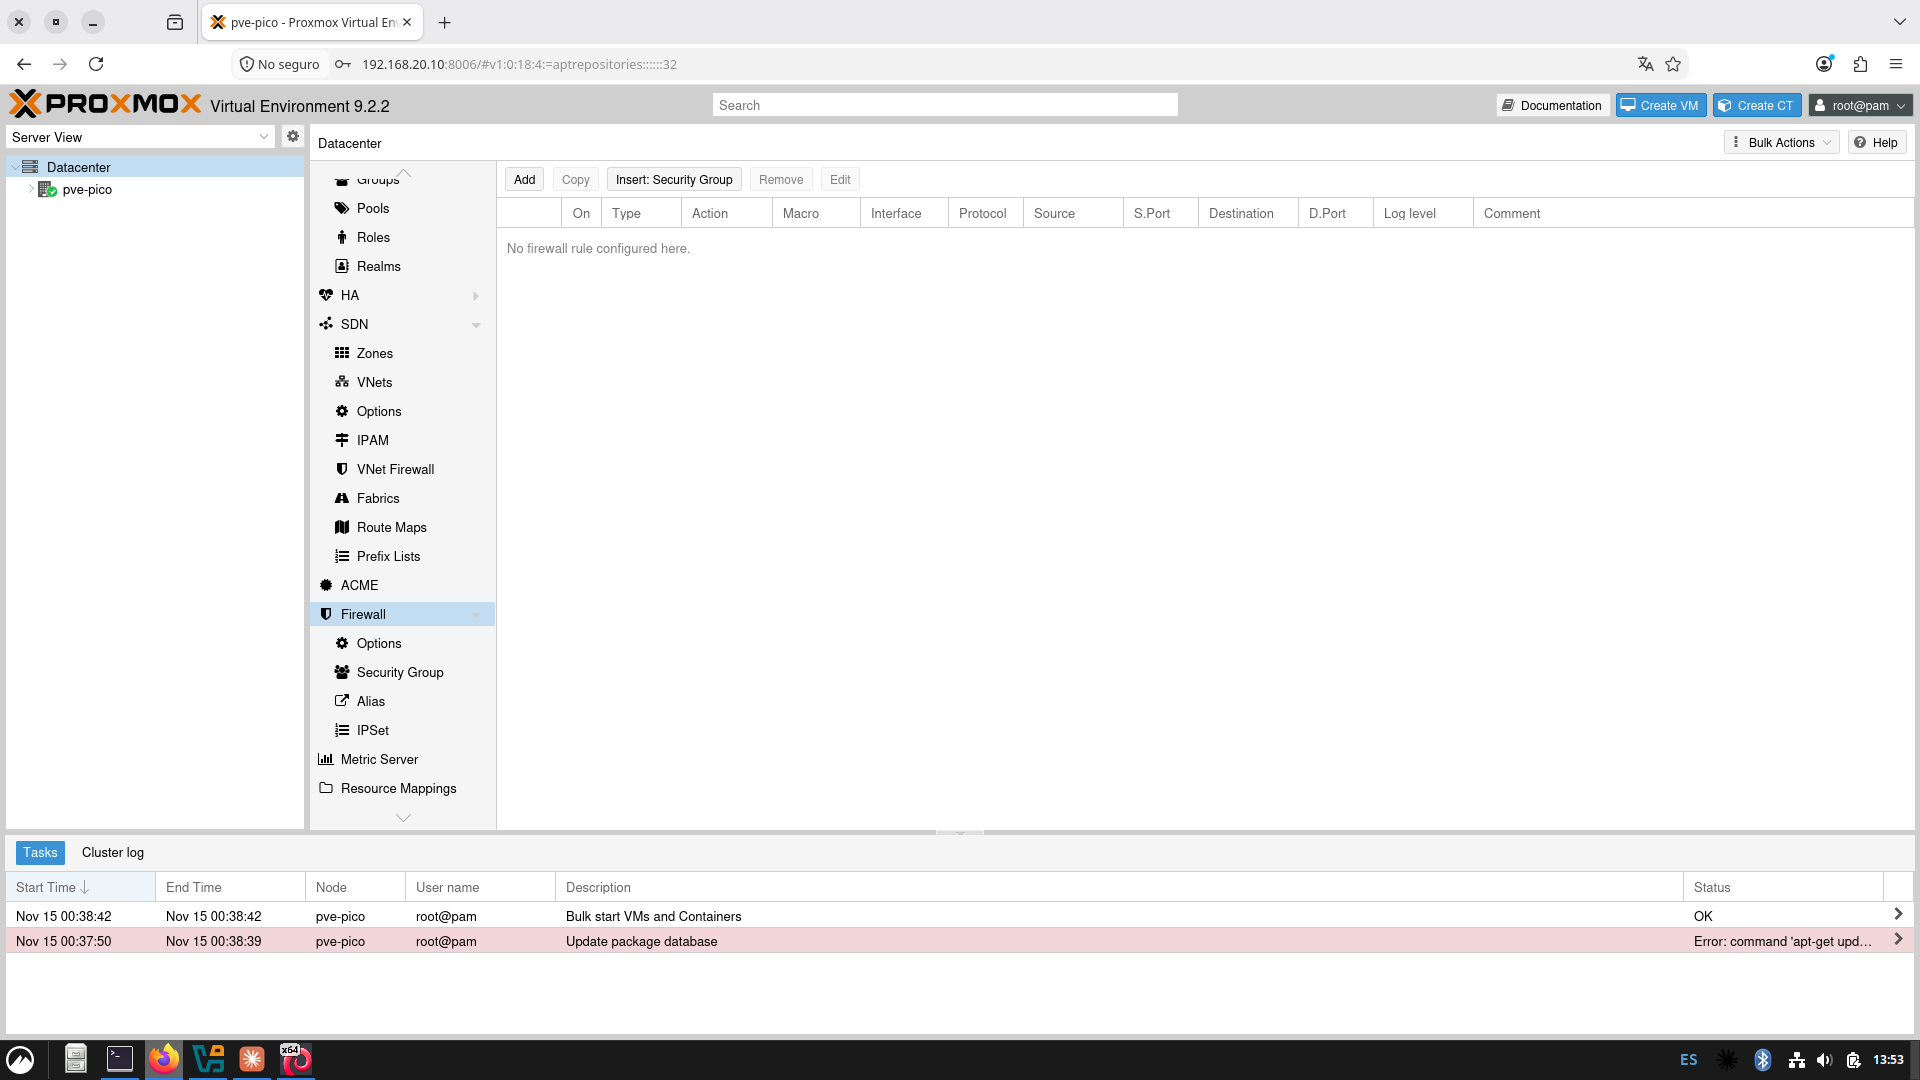 pve-pico - Proxmox Virtual En
No seguro
192.168.20.10:8006/#v1:0:18:4:=aptrepositories::::::32
PROXMOX Virtual Environment 9.2.2
Search
Documentation
Create VM
Create CT
root@pam
Server View
Datacenter
pve-pico
Datacenter
Bulk Actions
Help
Groups
Pools
Roles
Realms
HA
SDN
Zones
VNets
Options
IPAM
VNet Firewall
Fabrics
Route Maps
Prefix Lists
ACME
Firewall
Options
Security Group
Alias
IPSet
Metric Server
Resource Mappings
Add Copy Insert: Security Group Remove Edit
On Type Action Macro Interface Protocol Source S.Port Destination D.Port Log level Comment
No firewall rule configured here.
Tasks Cluster log
Start Time End Time Node User name Description Status
Nov 15 00:38:42 Nov 15 00:38:42 pve-pico root@pam Bulk start VMs and Containers OK
Nov 15 00:37:50 Nov 15 00:38:39 pve-pico root@pam Update package database Error: command 'apt-get upd...
x64
ES
13:53